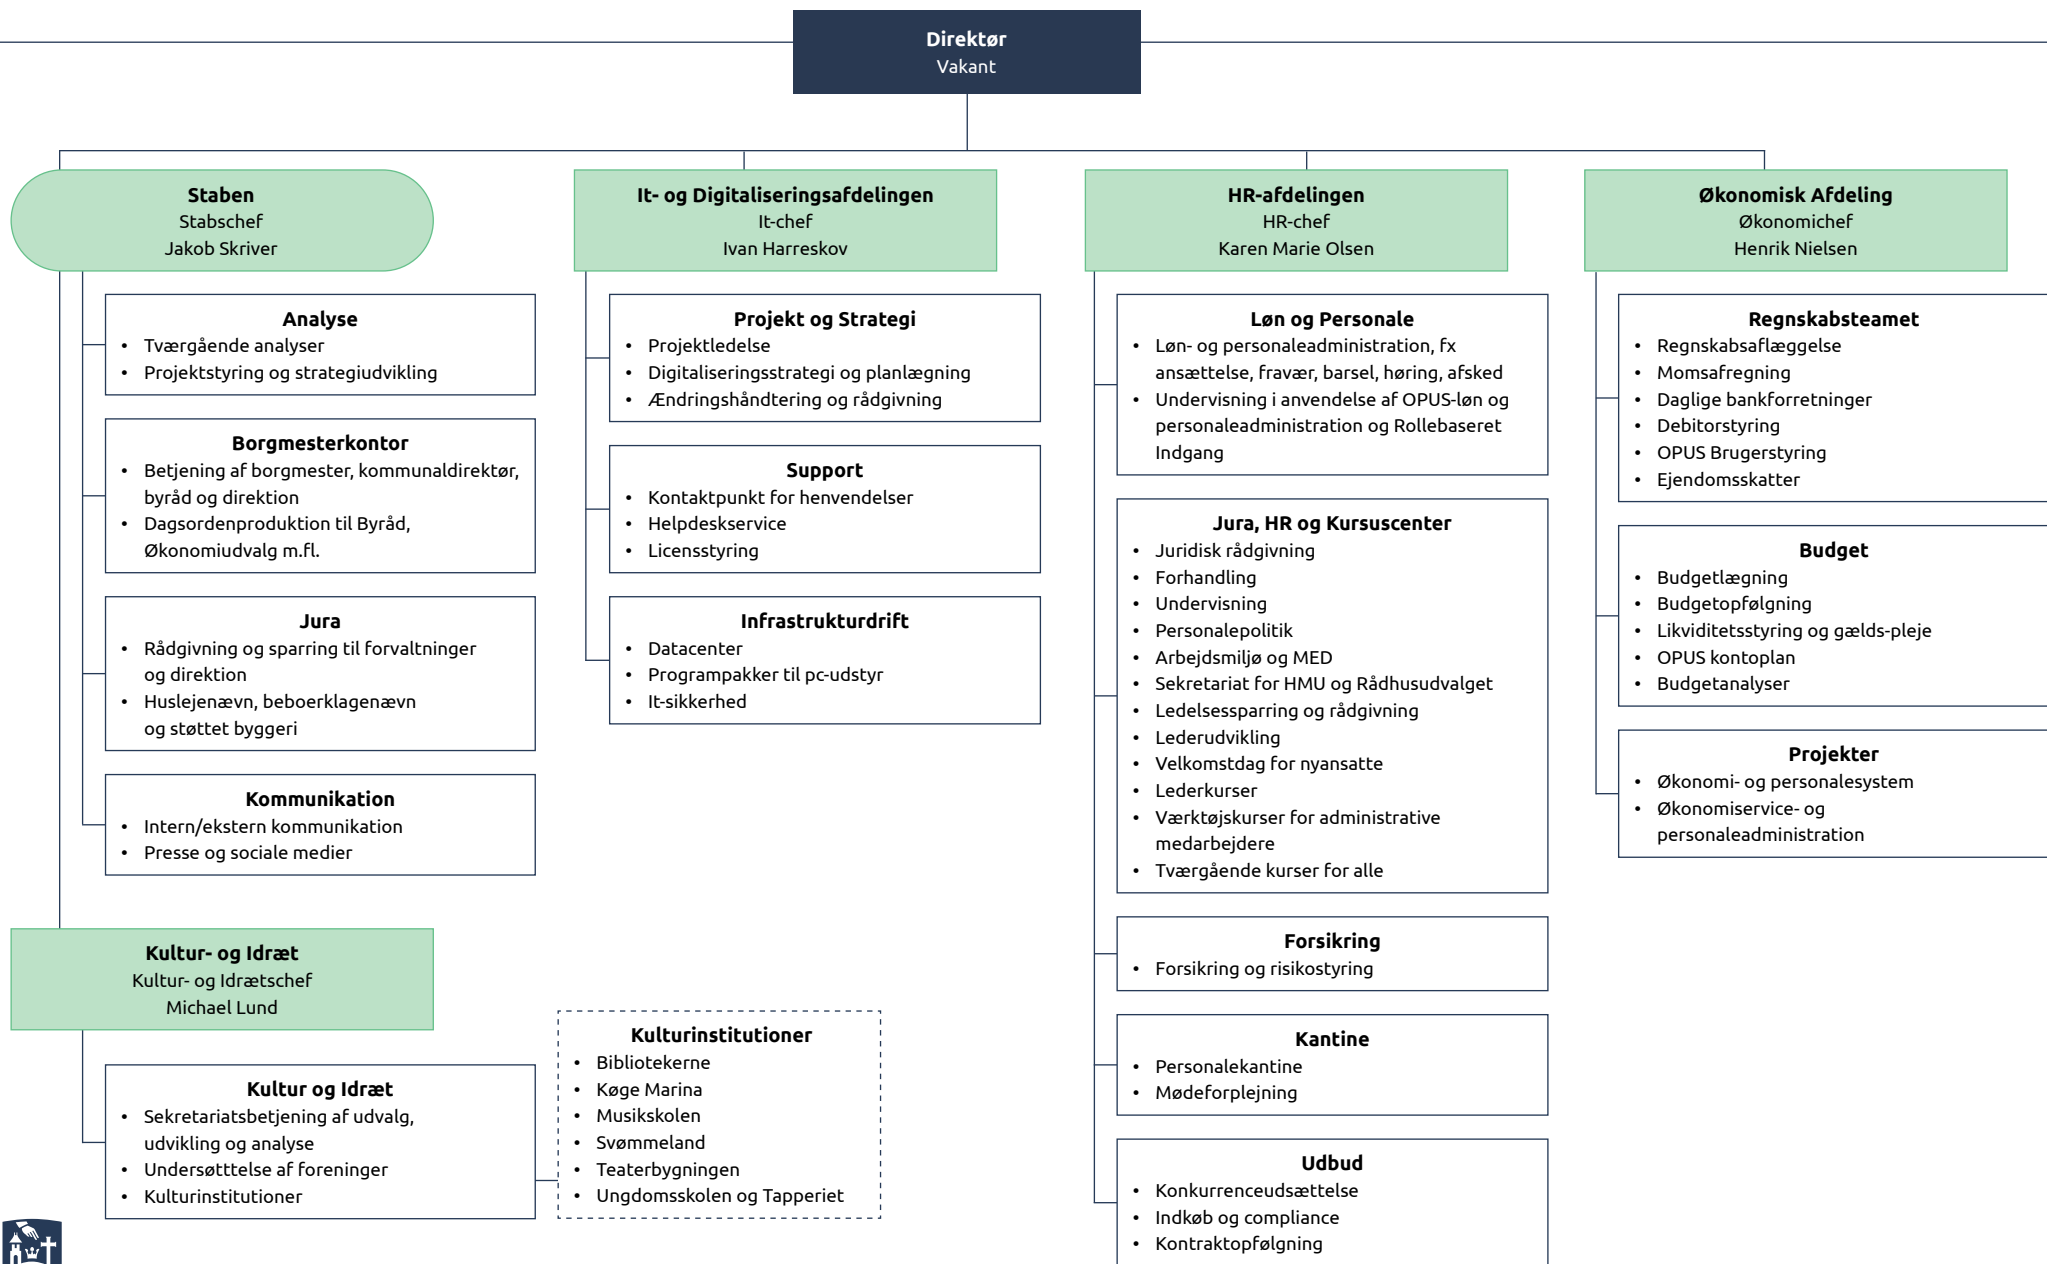 Direktør
Vakant
Staben
Stabschef
Jakob Skriver
Analyse
• Tværgående analyser
• Projektstyring og strategiudvikling
Borgmesterkontor
• Betjening af borgmester, kommunaldirektør,
byråd og direktion
• Dagsordenproduktion til Byråd,
Økonomiudvalg m.fl.
Jura
• Rådgivning og sparring til forvaltninger
og direktion
• Huslejenævn, beboerklagenævn
og støttet byggeri
Kommunikation
• Intern/ekstern kommunikation
• Presse og sociale medier
Kultur- og Idræt
Kultur- og Idrætschef
Michael Lund
Kultur og Idræt
• Sekretariatsbetjening af udvalg,
udvikling og analyse
• Undersøtttelse af foreninger
• Kulturinstitutioner
Kulturinstitutioner
• Bibliotekerne
• Køge Marina
• Musikskolen
• Svømmeland
• Teaterbygningen
• Ungdomsskolen og Tapperiet
It- og Digitaliseringsafdelingen
It-chef
Ivan Harreskov
Projekt og Strategi
• Projektledelse
• Digitaliseringsstrategi og planlægning
• Ændringshåndtering og rådgivning
Support
• Kontaktpunkt for henvendelser
• Helpdeskservice
• Licensstyring
Infrastrukturdrift
• Datacenter
• Programpakker til pc-udstyr
• It-sikkerhed
HR-afdelingen
HR-chef
Karen Marie Olsen
Løn og Personale
• Løn- og personaleadministration, fx
ansættelse, fravær, barsel, høring, afsked
• Undervisning i anvendelse af OPUS-løn og
personaleadministration og Rollebaseret
Indgang
Jura, HR og Kursuscenter
• Juridisk rådgivning
• Forhandling
• Undervisning
• Personalepolitik
• Arbejdsmiljø og MED
• Sekretariat for HMU og Rådhusudvalget
• Ledelsessparring og rådgivning
• Lederudvikling
• Velkomstdag for nyansatte
• Lederkurser
• Værktøjskurser for administrative
medarbejdere
• Tværgående kurser for alle
Forsikring
• Forsikring og risikostyring
Kantine
• Personalekantine
• Mødeforplejning
Udbud
• Konkurrenceudsættelse
• Indkøb og compliance
• Kontraktopfølgning
Økonomisk Afdeling
Økonomichef
Henrik Nielsen
Regnskabsteamet
• Regnskabsaflæggelse
• Momsafregning
• Daglige bankforretninger
• Debitorstyring
• OPUS Brugerstyring
• Ejendomsskatter
Budget
• Budgetlægning
• Budgetopfølgning
• Likviditetsstyring og gælds-pleje
• OPUS kontoplan
• Budgetanalyser
Projekter
• Økonomi- og personalesystem
• Økonomiservice- og
personaleadministration